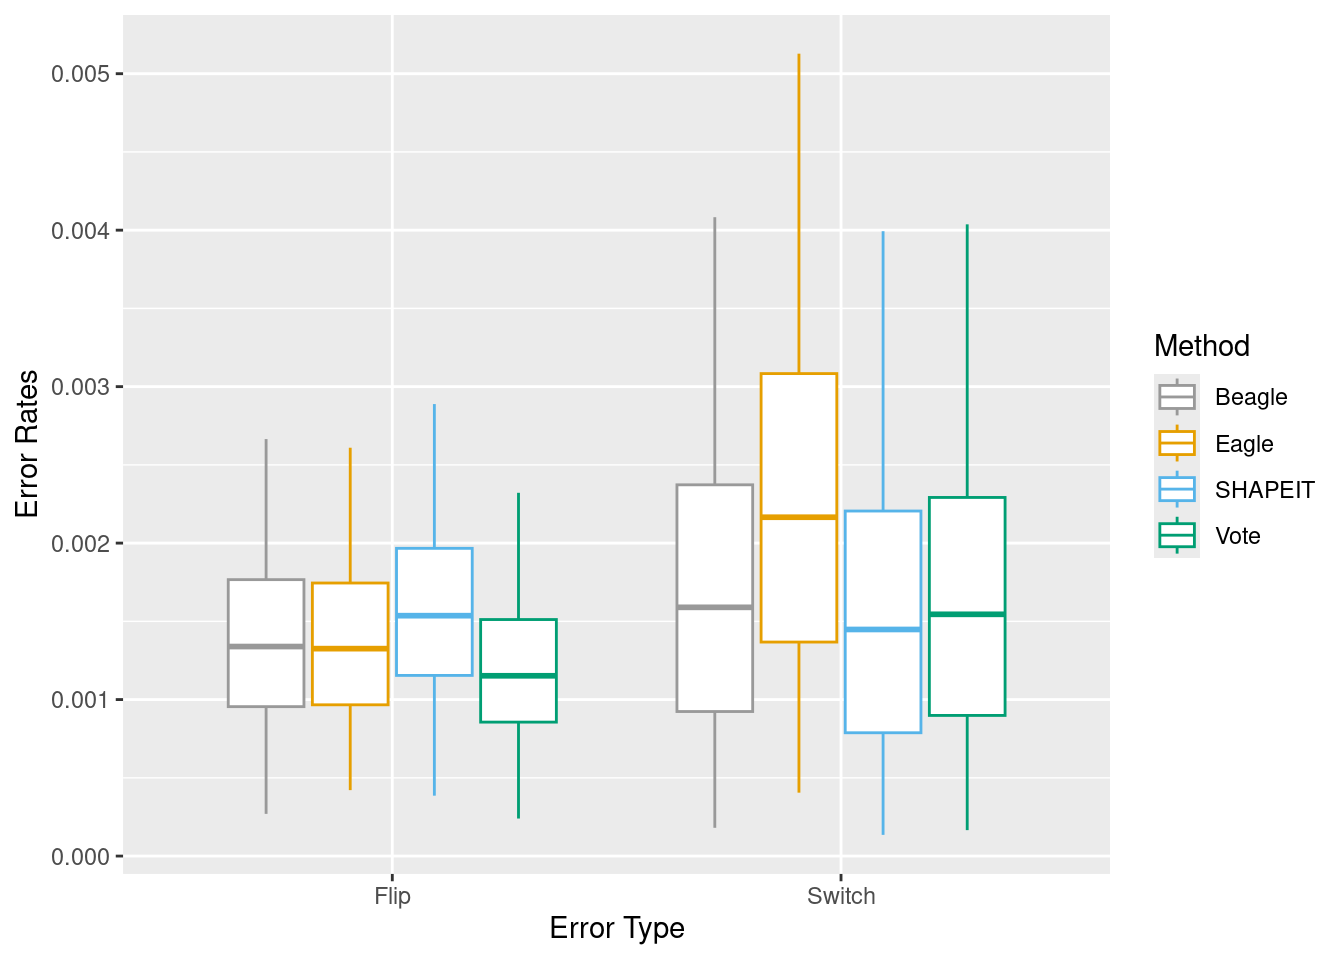 0.005
0.004
0.003
0.002
0.001
0.000
Error Rates
Flip
Switch
Error Type
Method
Beagle
Eagle
SHAPEIT
Vote